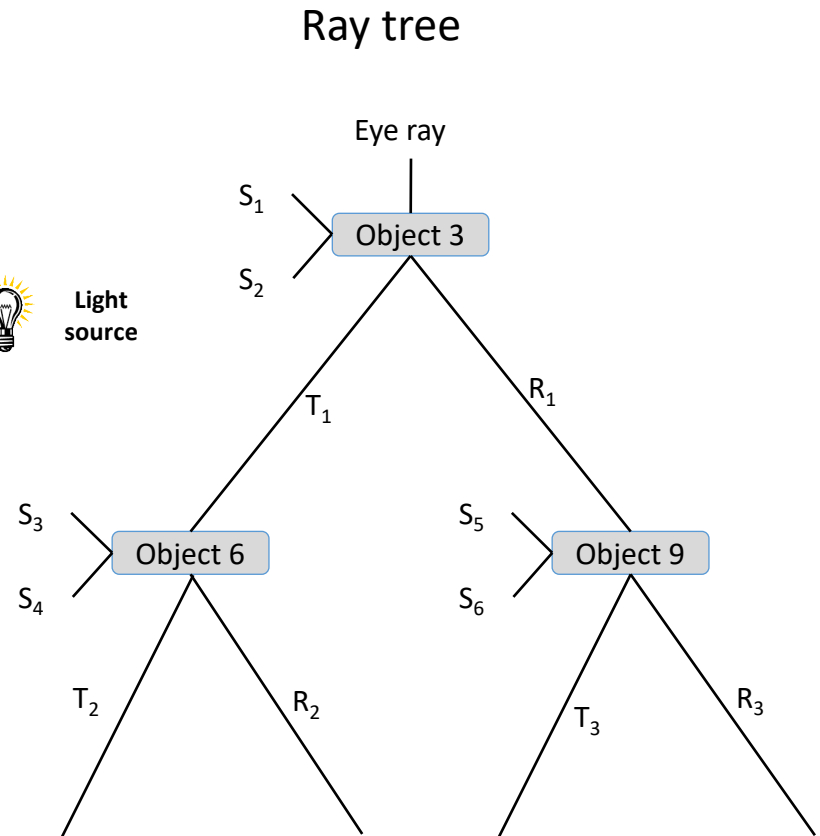 Ray tree
Eye ray
S₁
Object 3
S₂
Light
source
T₁
R₁
S₃
Object 6
S₄
S₅
Object 9
S₆
T₂
R₂
T₃
R₃